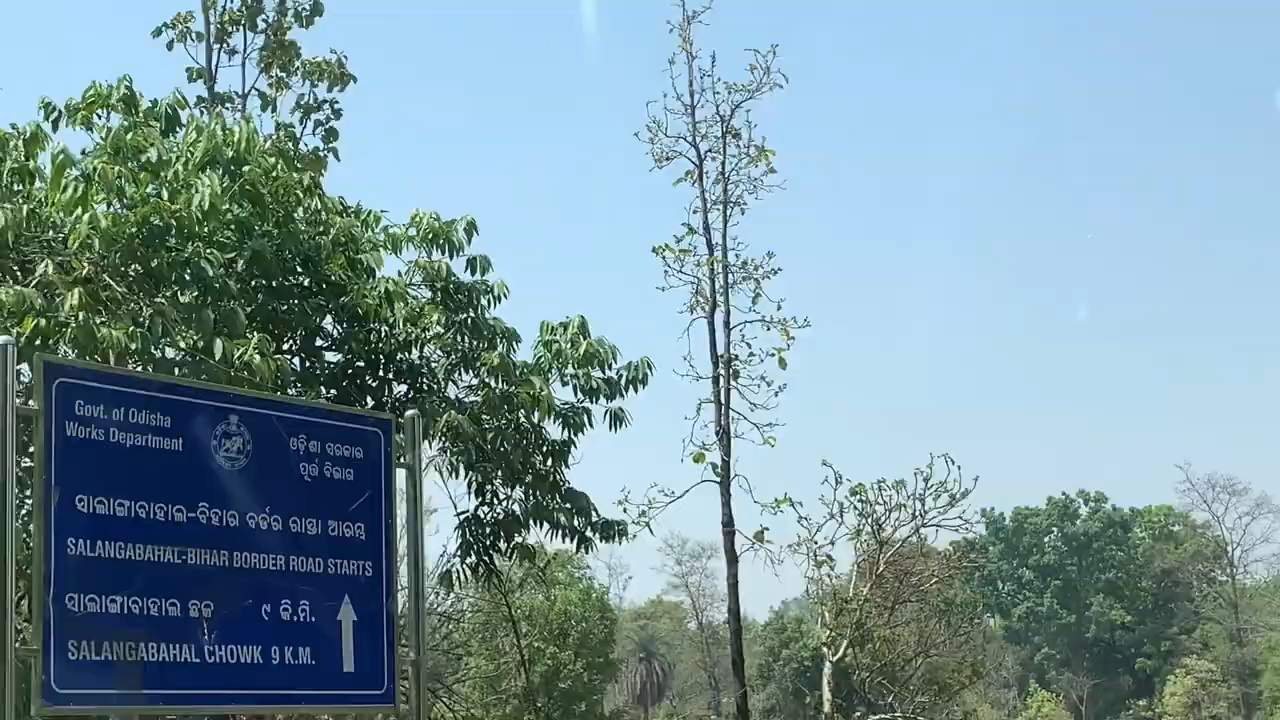 Govt. of Odisha
Works Department
ଓଡ଼ିଶା ସରକାର
ପୂର୍ତ୍ତ ବିଭାଗ
ସାଲାଙ୍ଗାବାହାଲ-ବିହାର ବର୍ଡର ରାସ୍ତା ଆରମ୍ଭ
SALANGABAHAL-BIHAR BORDER ROAD STARTS
ସାଲାଙ୍ଗାବାହାଲ ଛକ ୯ କି.ମି.
SALANGABAHAL CHOWK 9 K.M.